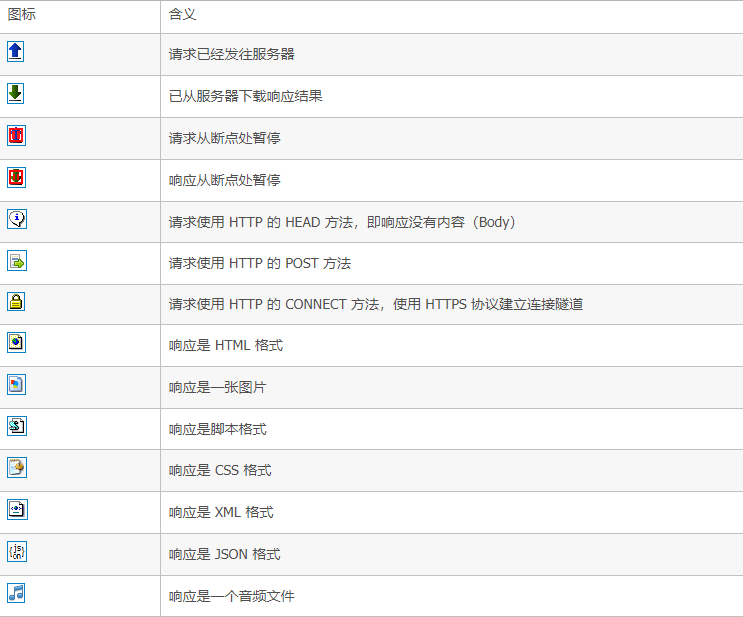 图标 含义
请求已经发往服务器
已从服务器下载响应结果
请求从断点处暂停
响应从断点处暂停
请求使用 HTTP 的 HEAD 方法，即响应没有内容（Body）
请求使用 HTTP 的 POST 方法
请求使用 HTTP 的 CONNECT 方法，使用 HTTPS 协议建立连接隧道
响应是 HTML 格式
响应是一张图片
响应是脚本格式
响应是 CSS 格式
响应是 XML 格式
{js on} 响应是 JSON 格式
响应是一个音频文件